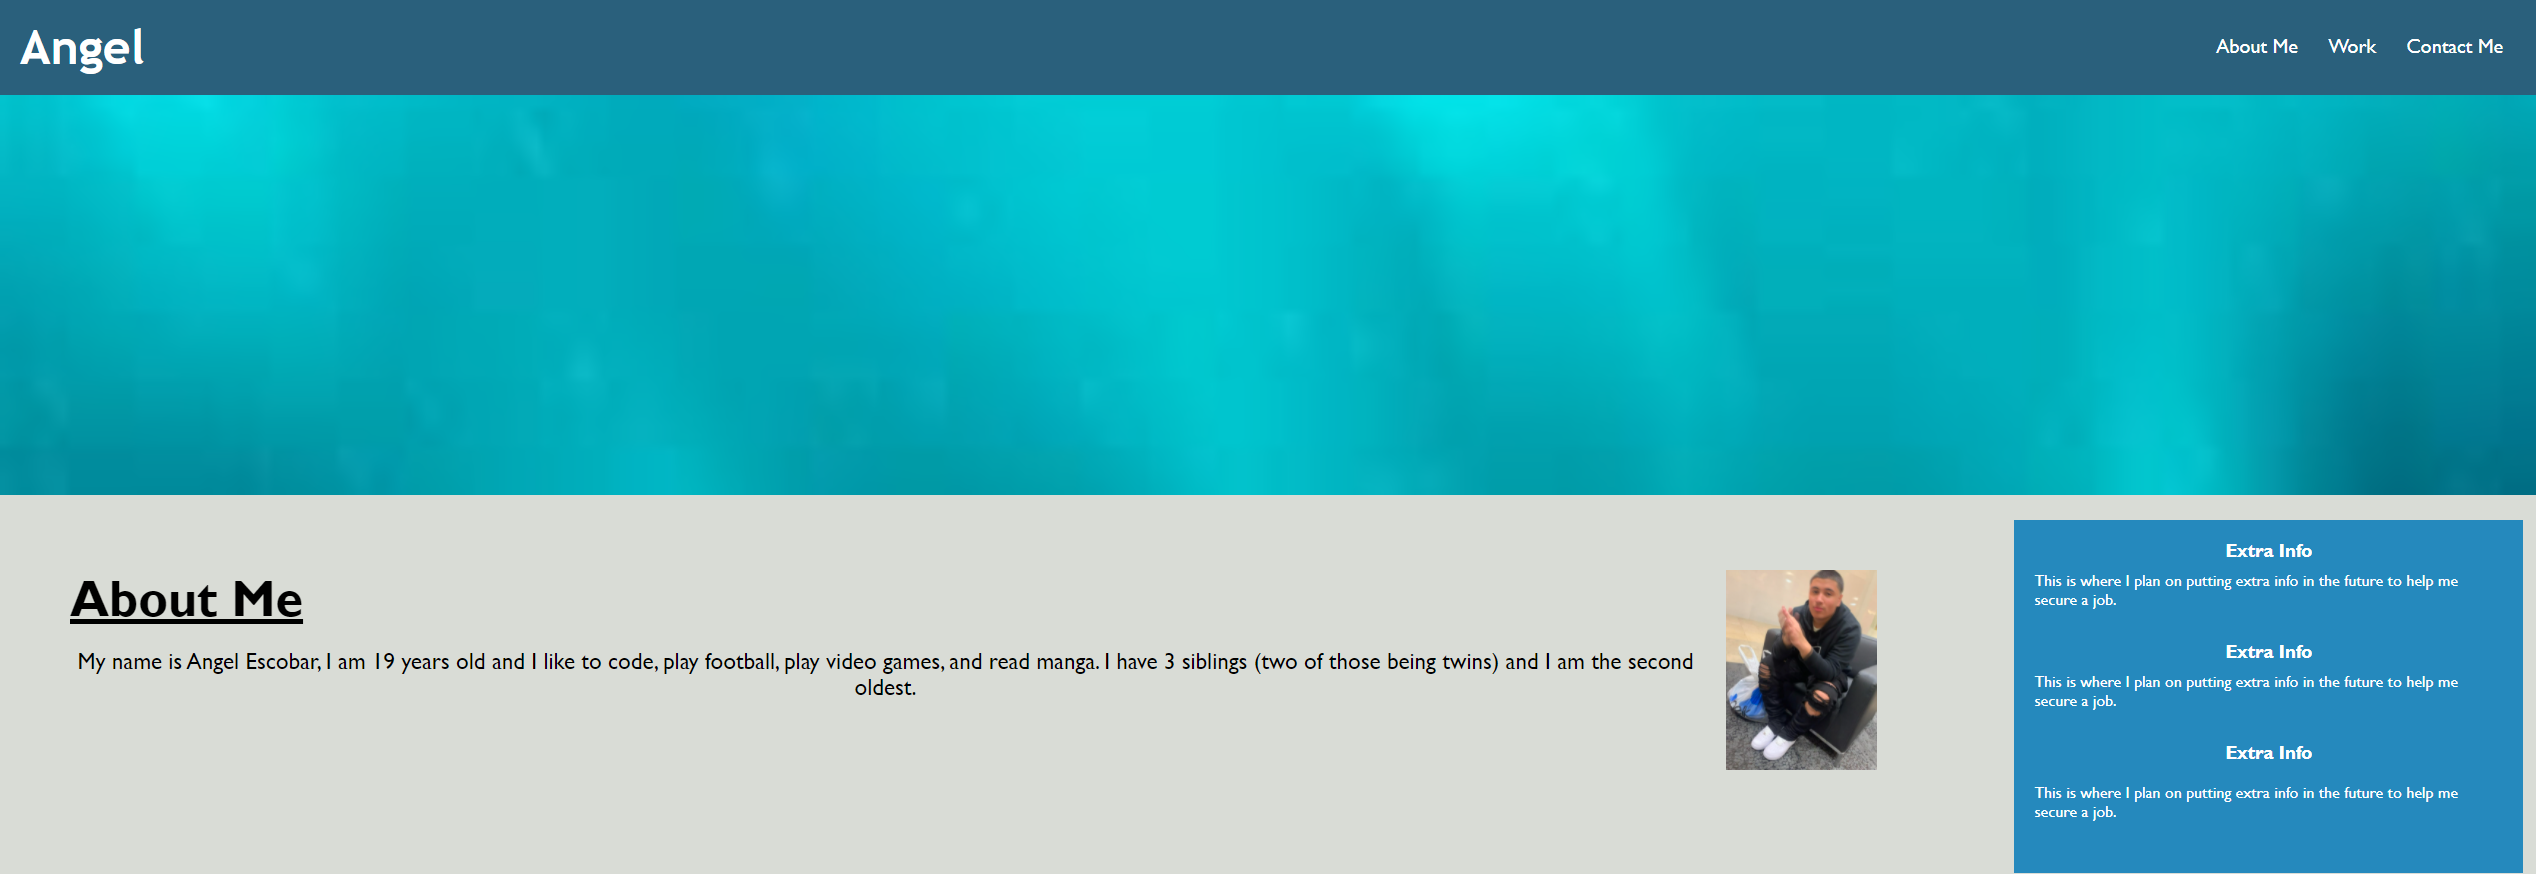 Angel
About Me
Work
Contact Me
About Me
My name is Angel Escobar, I am 19 years old and I like to code, play football, play video games, and read manga. I have 3 siblings (two of those being twins) and I am the second
oldest.
Extra Info
This is where I plan on putting extra info in the future to help me
secure a job.
Extra Info
This is where I plan on putting extra info in the future to help me
secure a job.
Extra Info
This is where I plan on putting extra info in the future to help me
secure a job.